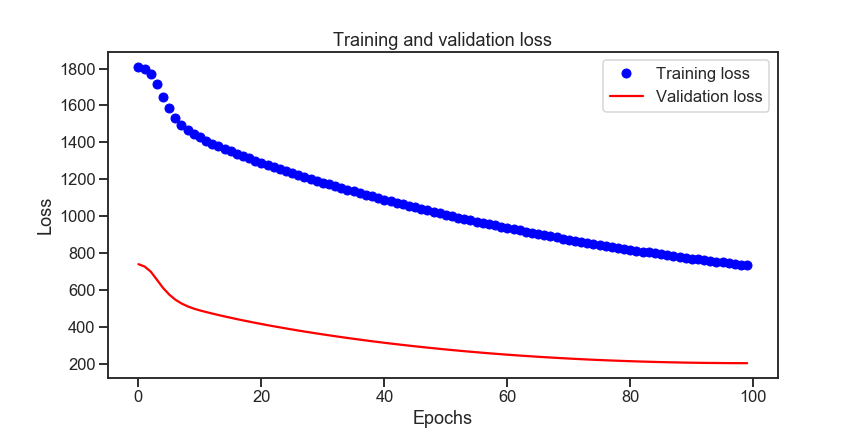 Training and validation loss
Training loss
Validation loss
1800
1600
1400
1200
1000
800
600
400
200
Loss
0 20 40 60 80 100
Epochs